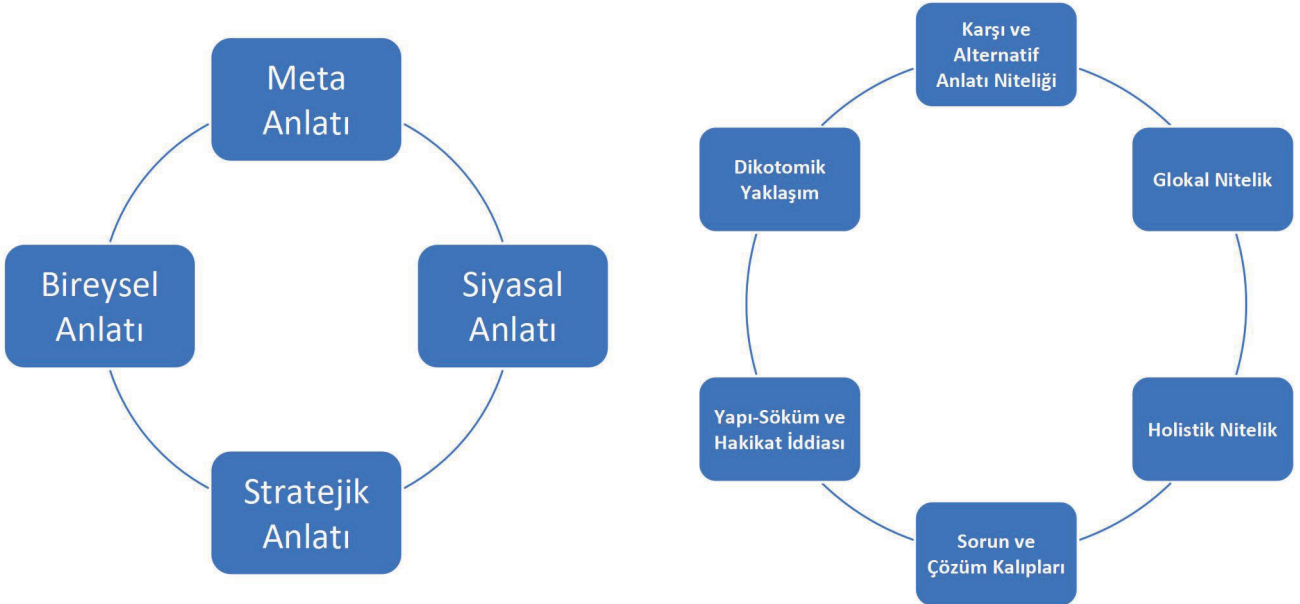 Meta
Anlatı
Siyasal
Anlatı
Stratejik
Anlatı
Bireysel
Anlatı
Karşı ve
Alternatif
Anlatı Niteliği
Glokal Nitelik
Holistik Nitelik
Sorun ve
Çözüm Kalıpları
Yapı-Söküm ve
Hakikat İddiası
Dikotomik
Yaklaşım